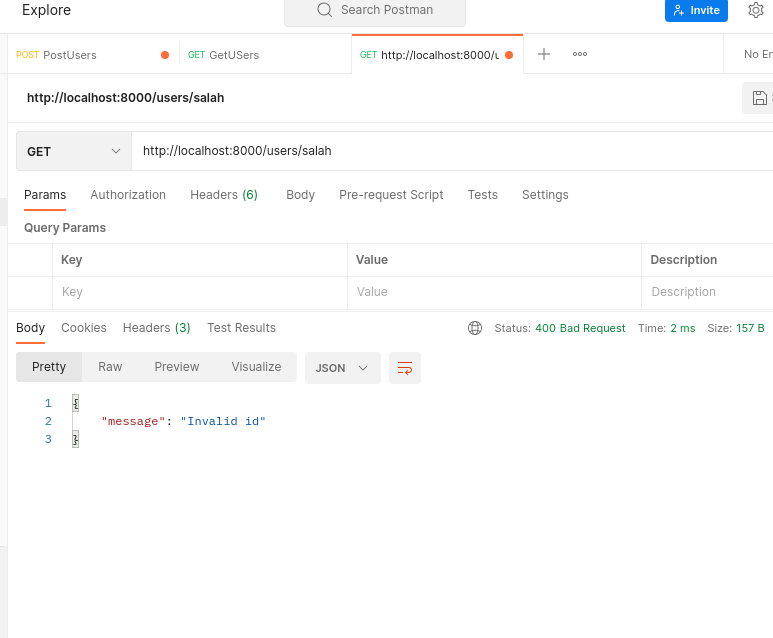 Explore
Search Postman
Invite
POST PostUsers
GET GetUSers
GET http://localhost:8000/u
No En
http://localhost:8000/users/salah
GET
http://localhost:8000/users/salah
Params Authorization Headers (6) Body Pre-request Script Tests Settings
Query Params
Key Value Description
Key Value Description
Body Cookies Headers (3) Test Results
Status: 400 Bad Request Time: 2 ms Size: 157 B
Pretty Raw Preview Visualize JSON
1 {
2 "message": "Invalid id"
3 }